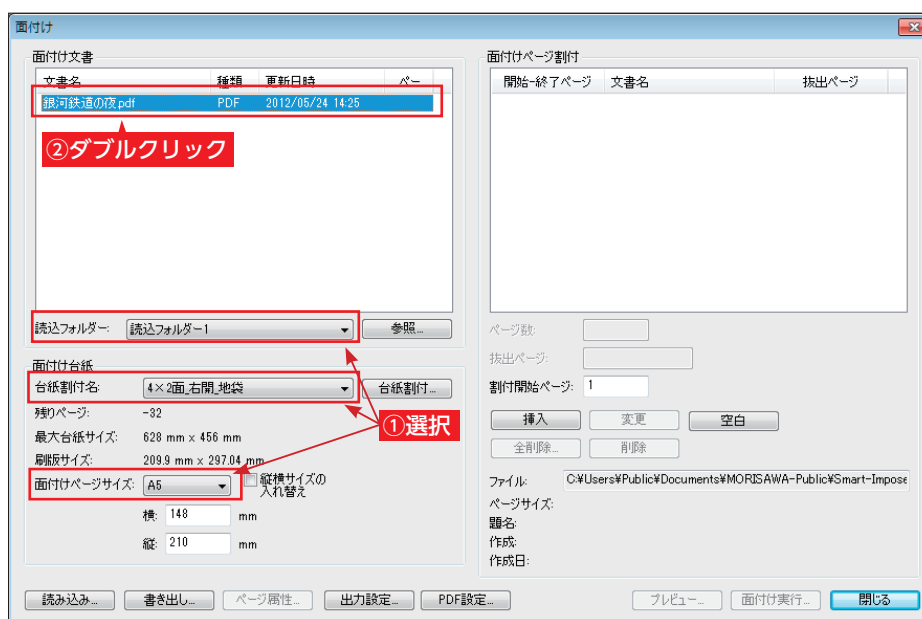 面付け
面付け文書
文書名 種類 更新日時 ペー
銀河鉄道の夜.pdf PDF 2012/05/24 14:25
②ダブルクリック
読込フォルダー: 読込フォルダー1 参照...
面付け台紙
台紙割付名: 4×2面_右開_地袋 台紙割付...
残りページ: -32
①選択
最大台紙サイズ: 628 mm x 456 mm
刷版サイズ: 209.9 mm x 297.04 mm
面付けページサイズ: A5 縦横サイズの
入れ替え
横: 148 mm
縦: 210 mm
面付けページ割付
開始-終了ページ 文書名 抜出ページ
ページ数:
抜出ページ:
割付開始ページ: 1
挿入 変更 空白
全削除... 削除
ファイル: C:¥Users¥Public¥Documents¥MORISAWA-Public¥Smart-Impose
ページサイズ:
題名:
作成:
作成日:
読み込み... 書き出し... ページ属性... 出力設定... PDF設定... プレビュー... 面付け実行... 閉じる